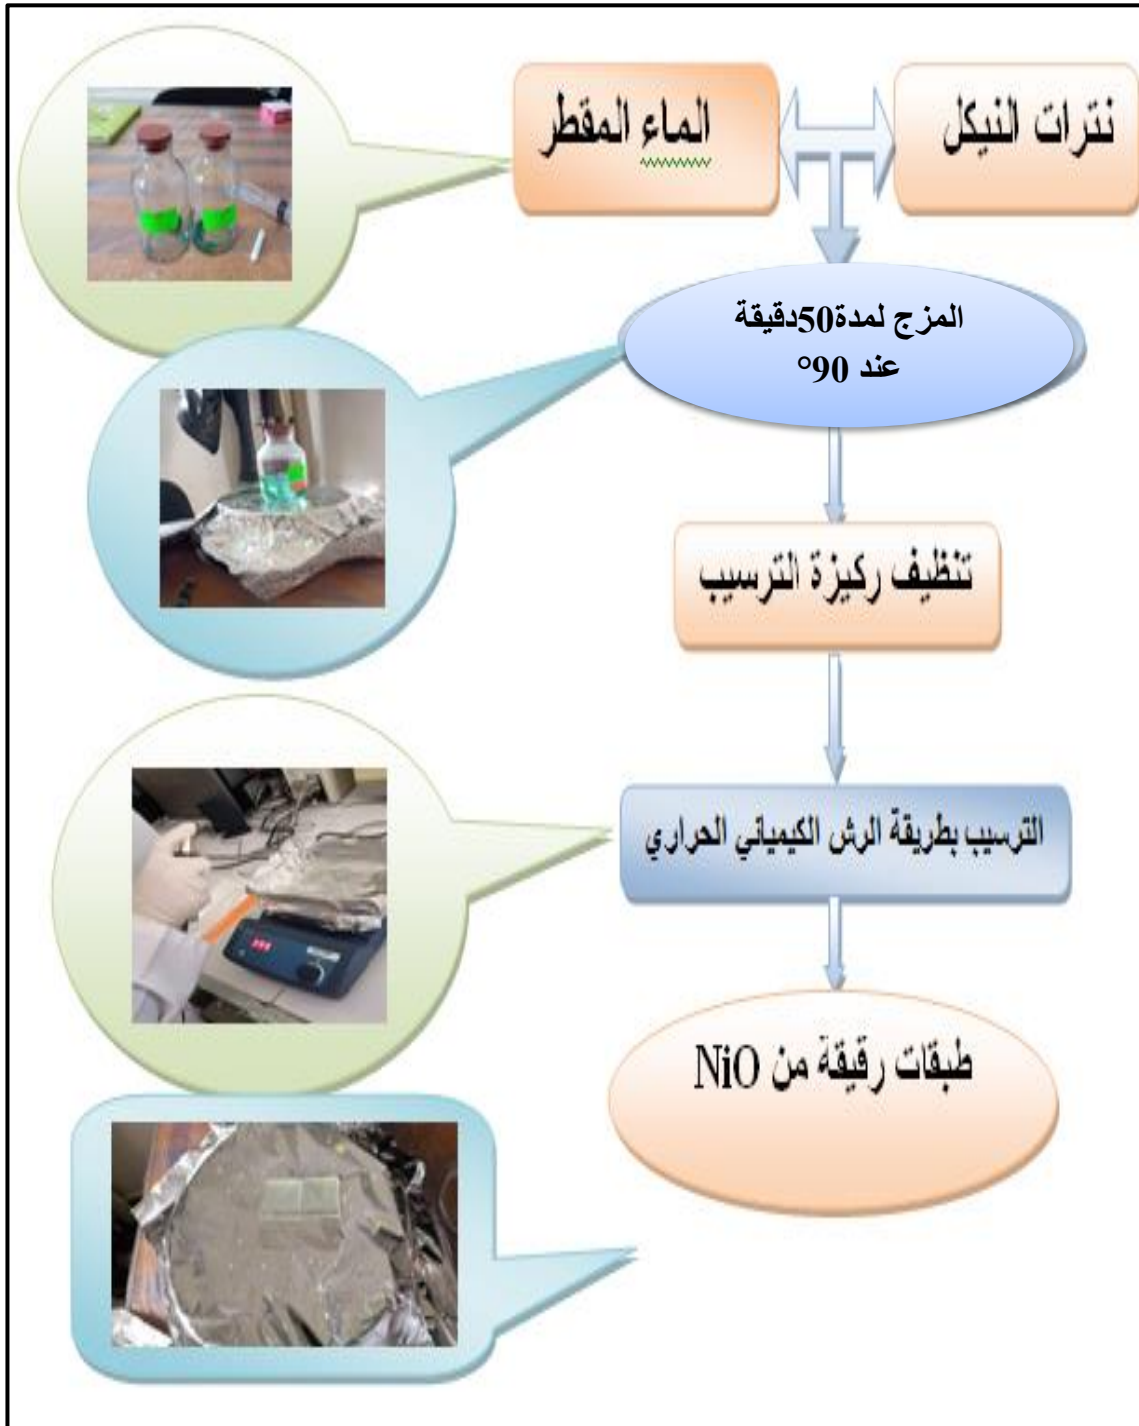 نترات النيكل
الماء المقطر
المزج لمدة50دقيقة
عند 90°
تنظيف ركيزة الترسيب
الترسيب بطريقة الرش الكيميائي الحراري
طبقات رقيقة من NiO